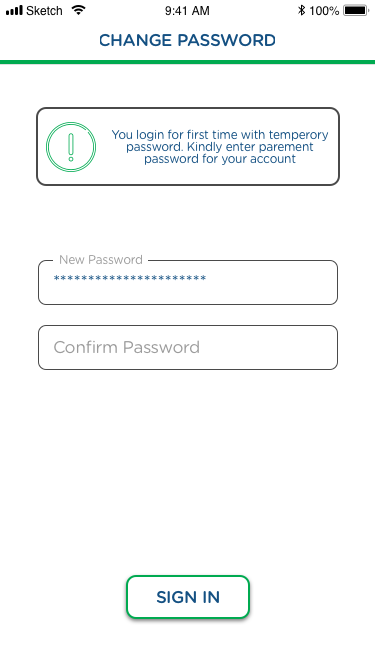 Sketch 9:41 AM 100%
CHANGE PASSWORD
You login for first time with temperory
password. Kindly enter parement
password for your account
New Password
**********************
Confirm Password
SIGN IN